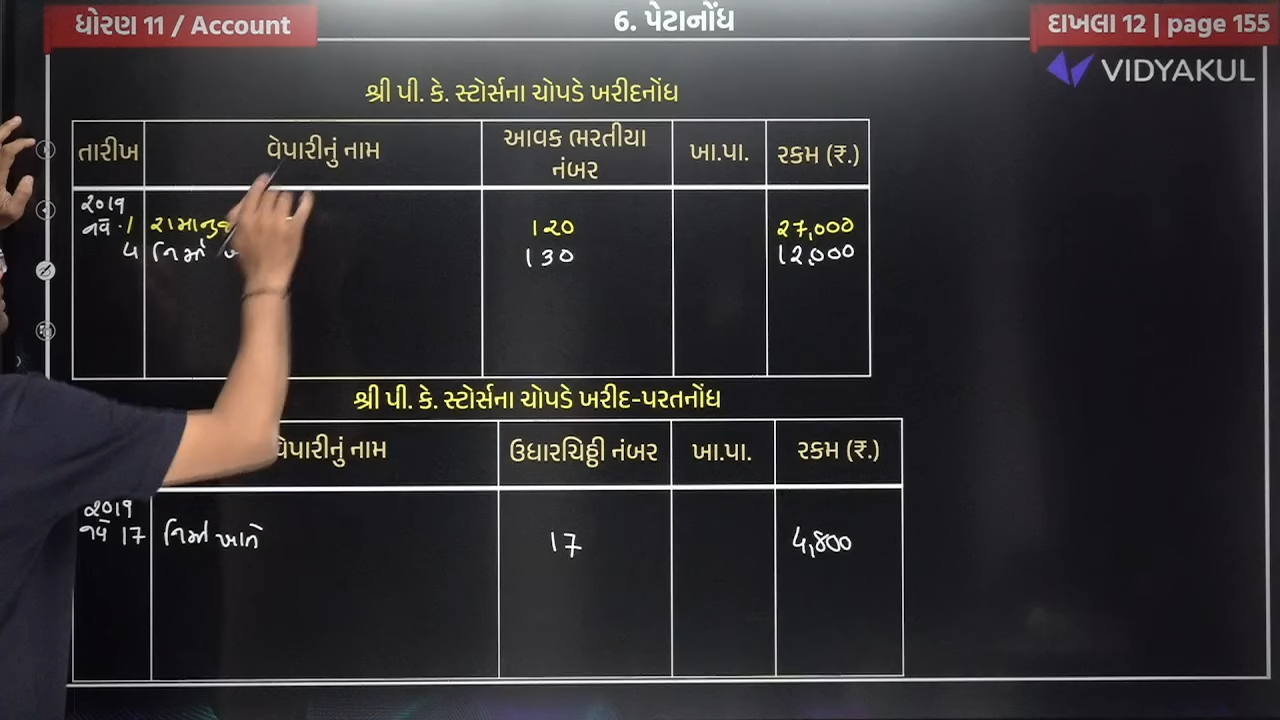 ધોરણ 11 / Account
6. પેટાનોંધ
દાખલા 12 | page 155
VIDYAKUL
શ્રી પી. કે. સ્ટોર્સના ચોપડે ખરીદનોંધ
તારીખ વેપારીનું નામ આવક ભરતીયા નંબર ખા.પા. રકમ (₹.)
૨૦૧૯
નવે. 1 120 27,000
5 નિર્મા 130 12,000
શ્રી પી. કે. સ્ટોર્સના ચોપડે ખરીદ-પરતનોંધ
વેપારીનું નામ ઉધારચિઠ્ઠી નંબર ખા.પા. રકમ (₹.)
૨૦૧૯
નવે 17 નિર્મા ખાતે 17 4,800